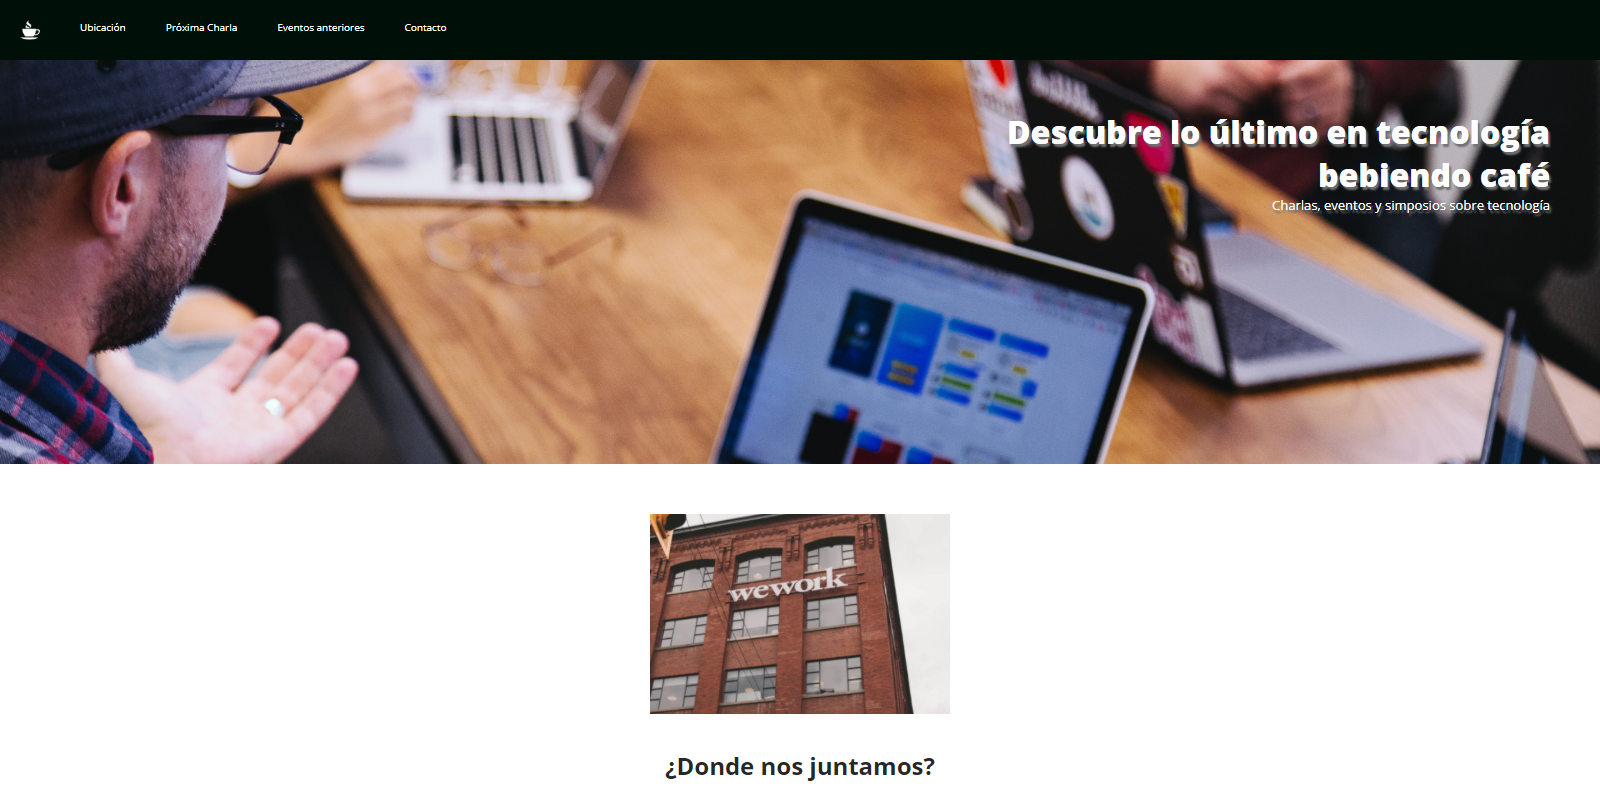 Ubicación
Próxima Charla
Eventos anteriores
Contacto
Descubre lo último en tecnología
bebiendo café
Charlas, eventos y simposios sobre tecnología
wework
¿Donde nos juntamos?